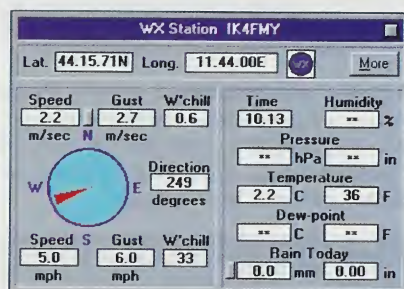 WX Station IK4FMY
Lat. 44.15.71N Long. 11.44.00E WX More
Speed Gust W'chill
2.2 2.7 0.6
m/sec N m/sec
W E
Direction
249
degrees
Speed S Gust W'chill
5.0 6.0 33
mph mph
Time Humidity
10.13 ** %
Pressure
** hPa ** in
Temperature
2.2 C 36 F
Dew-point
** C ** F
Rain Today
0.0 mm 0.00 in